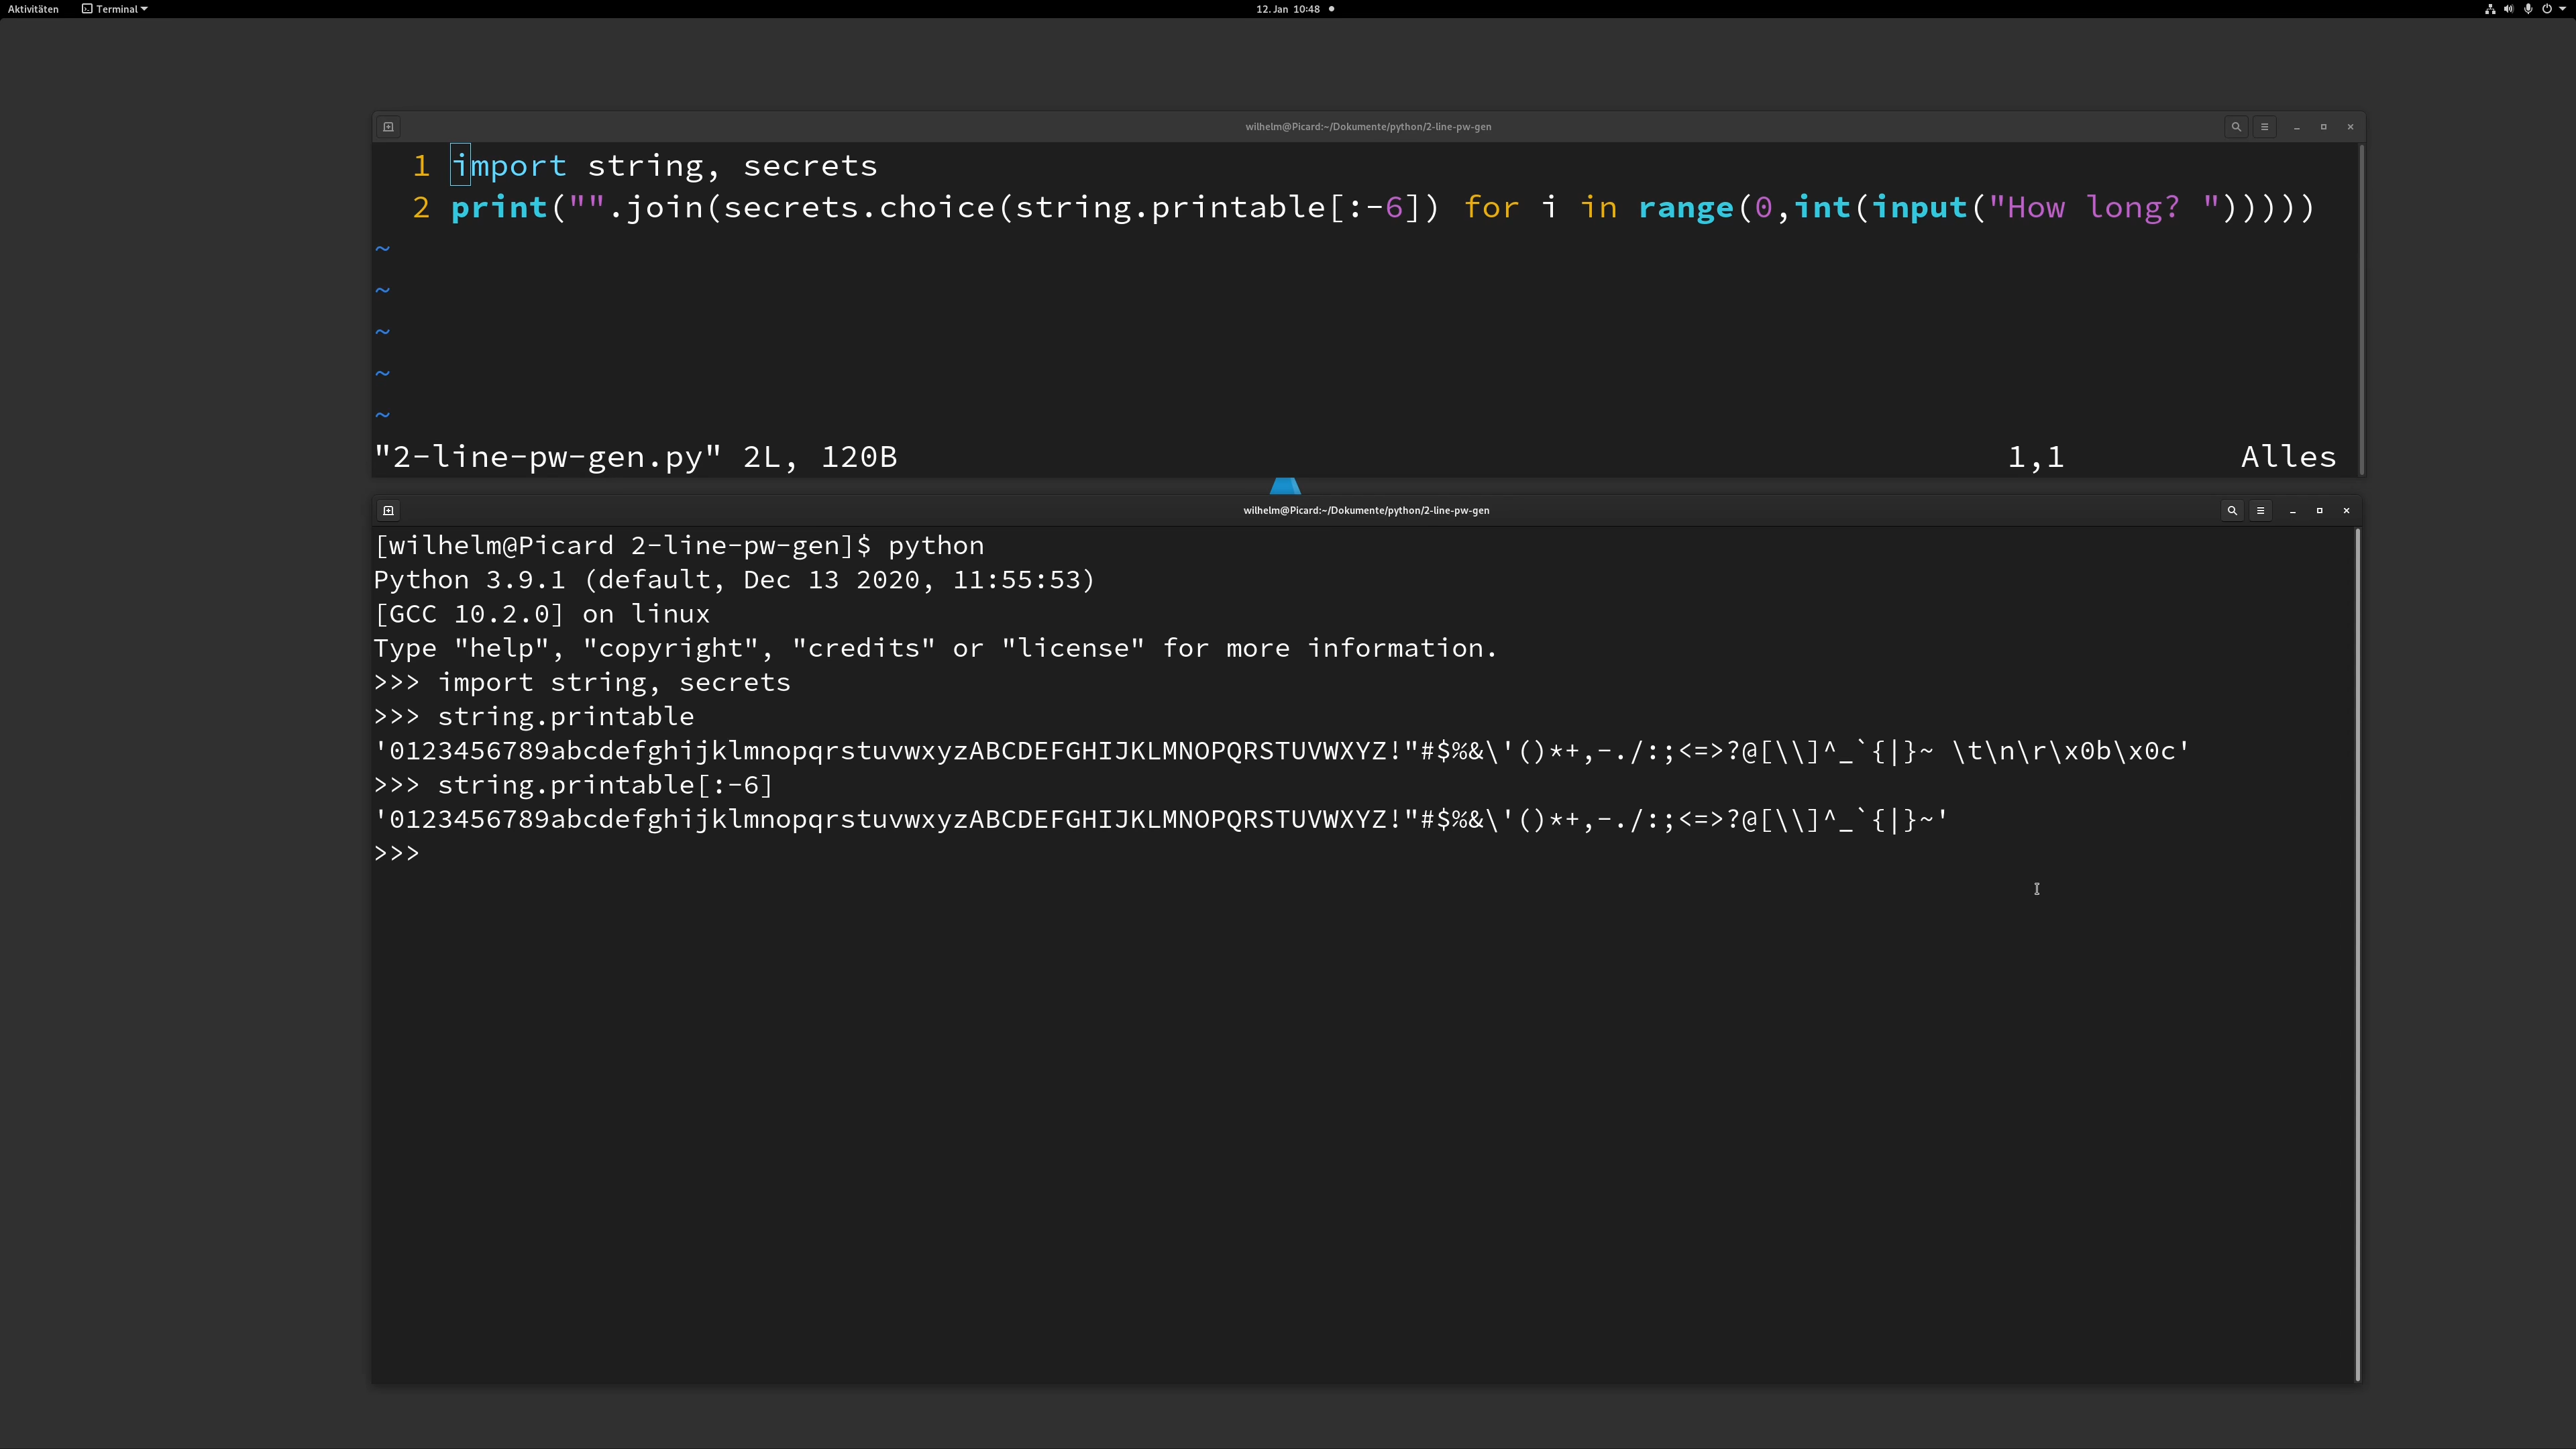 Aktivitäten Terminal 12. Jan 10:48
wilhelm@Picard:~/Dokumente/python/2-line-pw-gen
1 import string, secrets
2 print("".join(secrets.choice(string.printable[:-6]) for i in range(0,int(input("How long? ")))))
~
~
~
~
~
"2-line-pw-gen.py" 2L, 120B 1,1 Alles
wilhelm@Picard:~/Dokumente/python/2-line-pw-gen
[wilhelm@Picard 2-line-pw-gen]$ python
Python 3.9.1 (default, Dec 13 2020, 11:55:53)
[GCC 10.2.0] on linux
Type "help", "copyright", "credits" or "license" for more information.
>>> import string, secrets
>>> string.printable
'0123456789abcdefghijklmnopqrstuvwxyzABCDEFGHIJKLMNOPQRSTUVWXYZ!"#$%&\'()*+,-./:;<=>?@[\\]^_`{|}~ \t\n\r\x0b\x0c'
>>> string.printable[:-6]
'0123456789abcdefghijklmnopqrstuvwxyzABCDEFGHIJKLMNOPQRSTUVWXYZ!"#$%&\'()*+,-./:;<=>?@[\\]^_`{|}~'
>>>